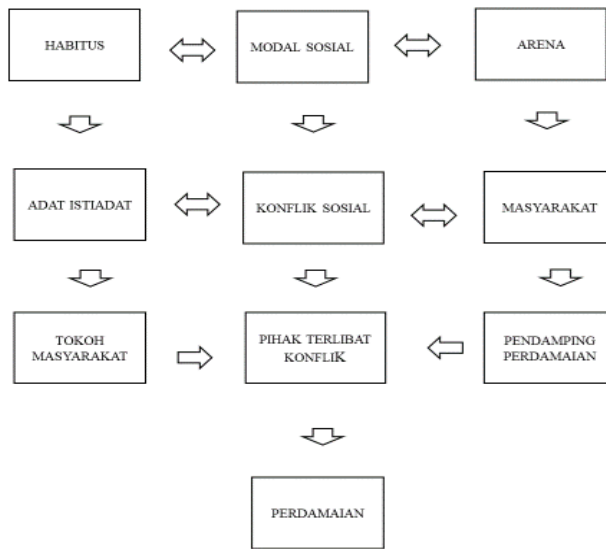 HABITUS
MODAL SOSIAL
ARENA
ADAT ISTIADAT
KONFLIK SOSIAL
MASYARAKAT
TOKOH
MASYARAKAT
PIHAK TERLIBAT
KONFLIK
PENDAMPING
PERDAMAIAN
PERDAMAIAN